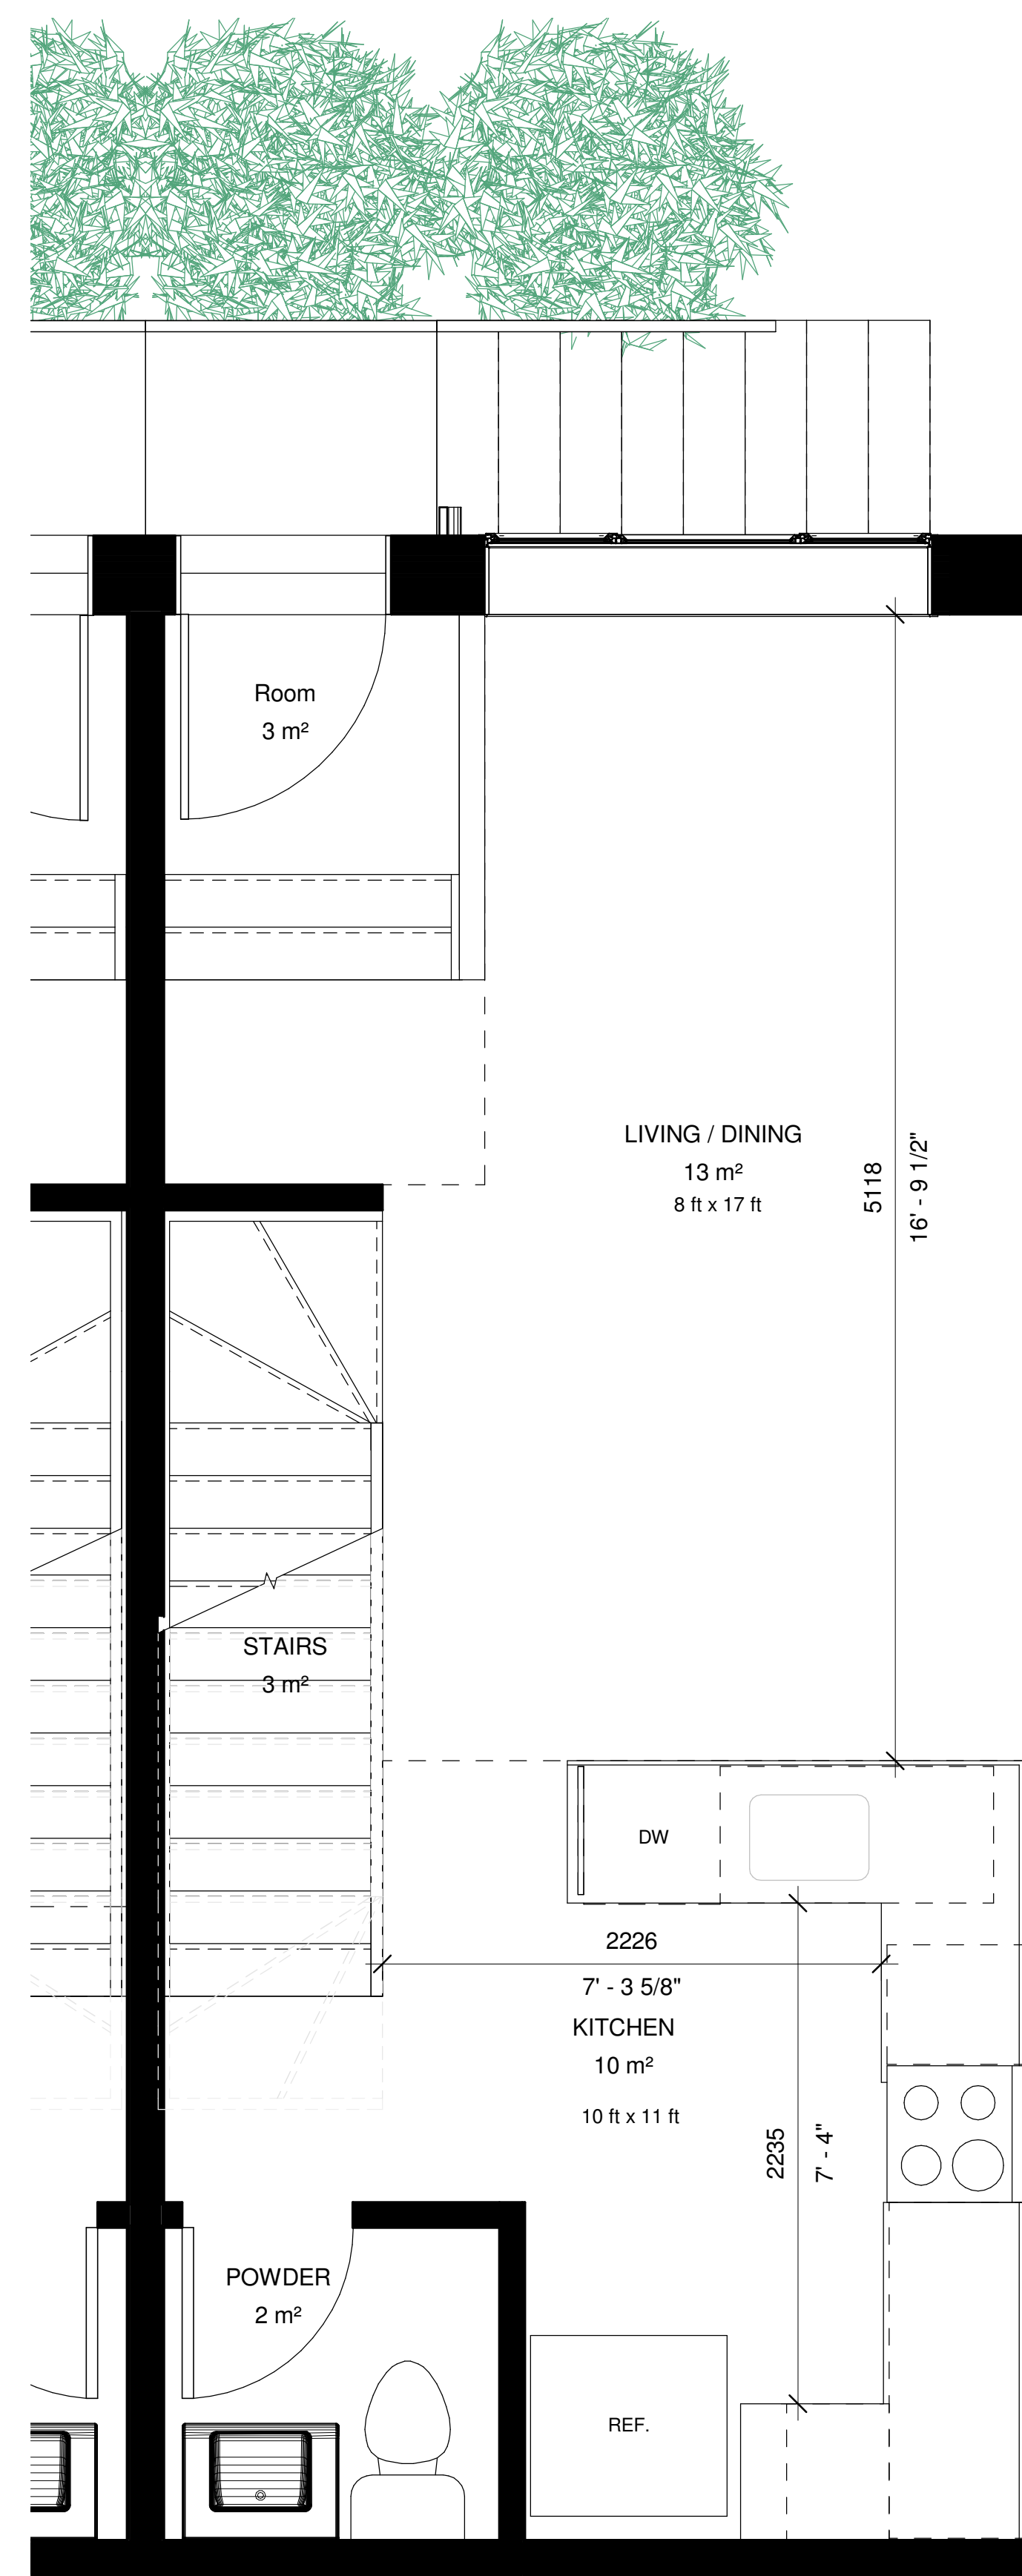 Room
3 m²
LIVING / DINING
13 m²
8 ft x 17 ft
5118
16' - 9 1/2"
STAIRS
3 m²
DW
2226
7' - 3 5/8"
KITCHEN
10 m²
10 ft x 11 ft
2235
7' - 4"
POWDER
2 m²
REF.